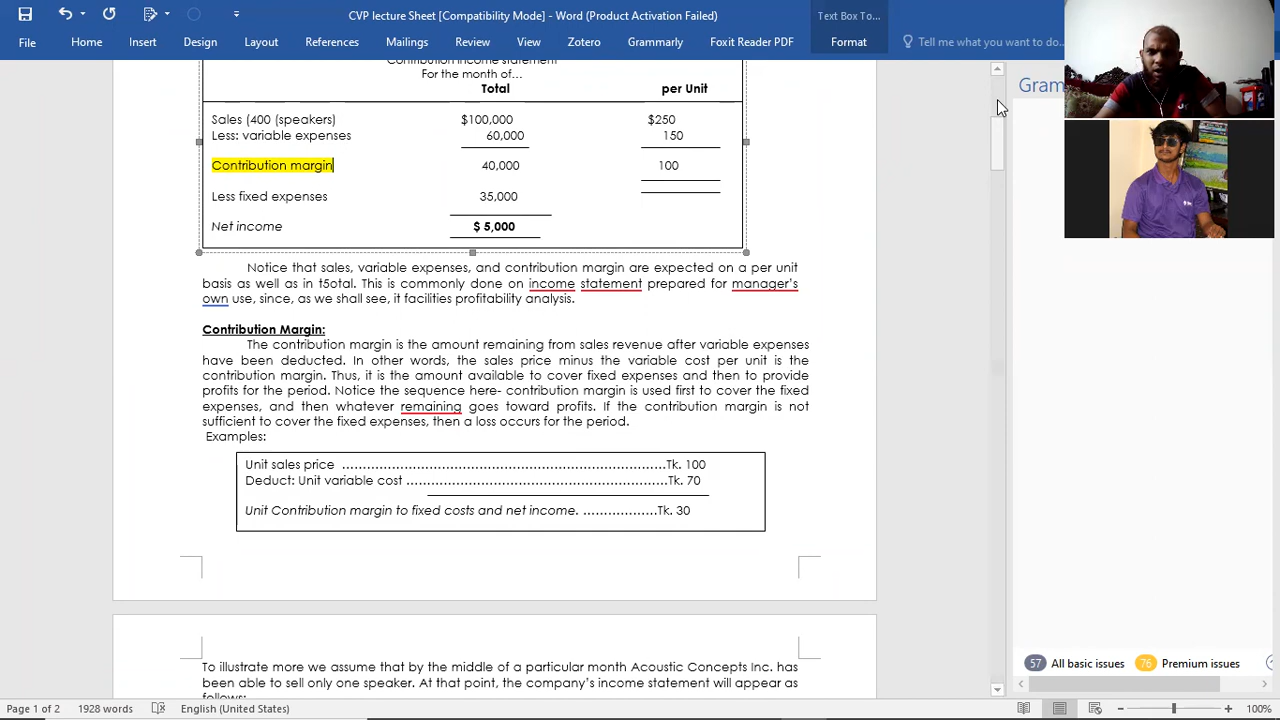 CVP lecture Sheet [Compatibility Mode] - Word (Product Activation Failed)
Text Box To...
File Home Insert Design Layout References Mailings Review View Zotero Grammarly Foxit Reader PDF Format Tell me what you want to do...
Gram
Contribution income statement
For the month of...
Total per Unit
Sales (400 (spedkers) $100,000 $250
Less: variable expenses 60,000 150
Contribution margin 40,000 100
Less fixed expenses 35,000
Net income $ 5,000
Notice that sales, variable expenses, and contribution margin are expected on a per unit
basis as well as in t5otal. This is commonly done on income statement prepared for manager's
own use, since, as we shall see, it facilities profitability analysis.
Contribution Margin:
The contribution margin is the amount remaining from sales revenue after variable expenses
have been deducted. In other words, the sales price minus the variable cost per unit is the
contribution margin. Thus, it is the amount available to cover fixed expenses and then to provide
profits for the period. Notice the sequence here- contribution margin is used first to cover the fixed
expenses, and then whatever remaining goes toward profits. If the contribution margin is not
sufficient to cover the fixed expenses, then a loss occurs for the period.
Examples:
Unit sales price ……………………………………………………………………Tk. 100
Deduct: Unit variable cost ………………………………………………………Tk. 70
Unit Contribution margin to fixed costs and net income. ………………Tk. 30
To illustrate more we assume that by the middle of a particular month Acoustic Concepts Inc. has
been able to sell only one speaker. At that point, the company's income statement will appear as
follows:
57 All basic issues 76 Premium issues
Page 1 of 2 1928 words English (United States) 100%